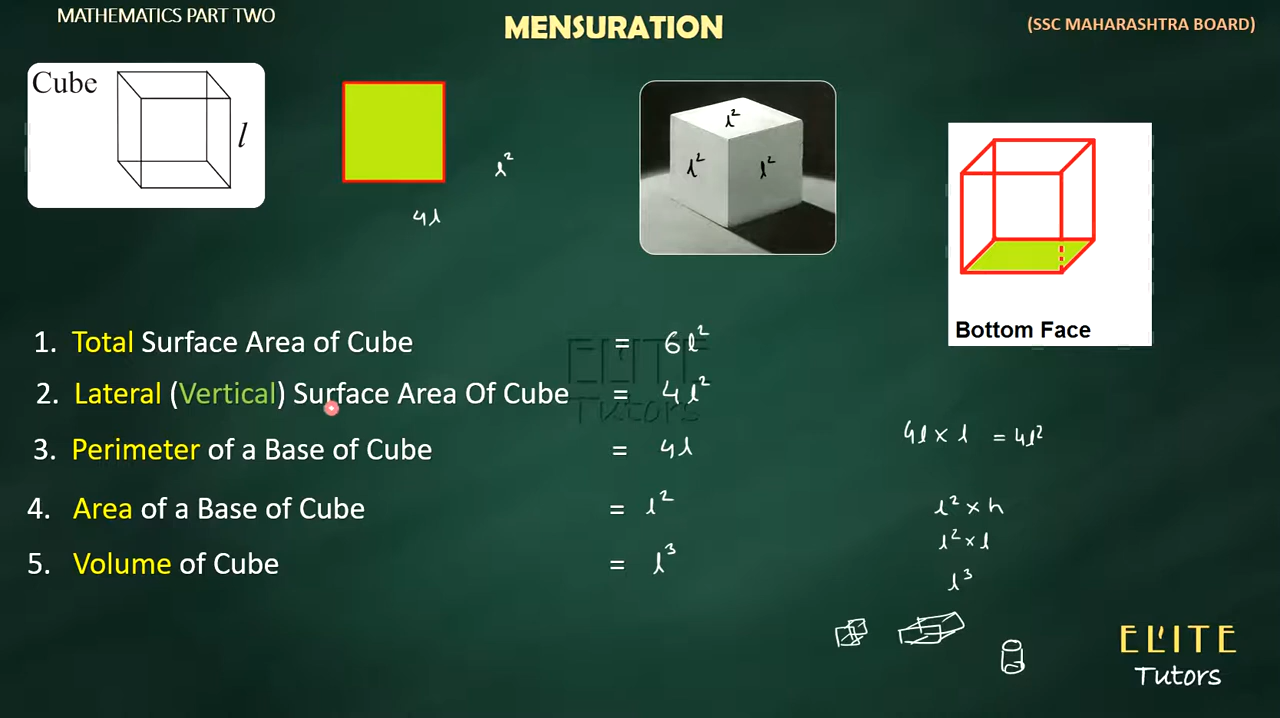 MATHEMATICS PART TWO
MENSURATION
(SSC MAHARASHTRA BOARD)
Cube
l
l²
4l
l²
l²
l²
Bottom Face
1. Total Surface Area of Cube = 6l²
2. Lateral (Vertical) Surface Area Of Cube = 4l²
3. Perimeter of a Base of Cube = 4l
4. Area of a Base of Cube = l²
5. Volume of Cube = l³
4l × l = 4l²
l² × h
l² × l
l³
ELITE
Tutors
ELITE
Tutors